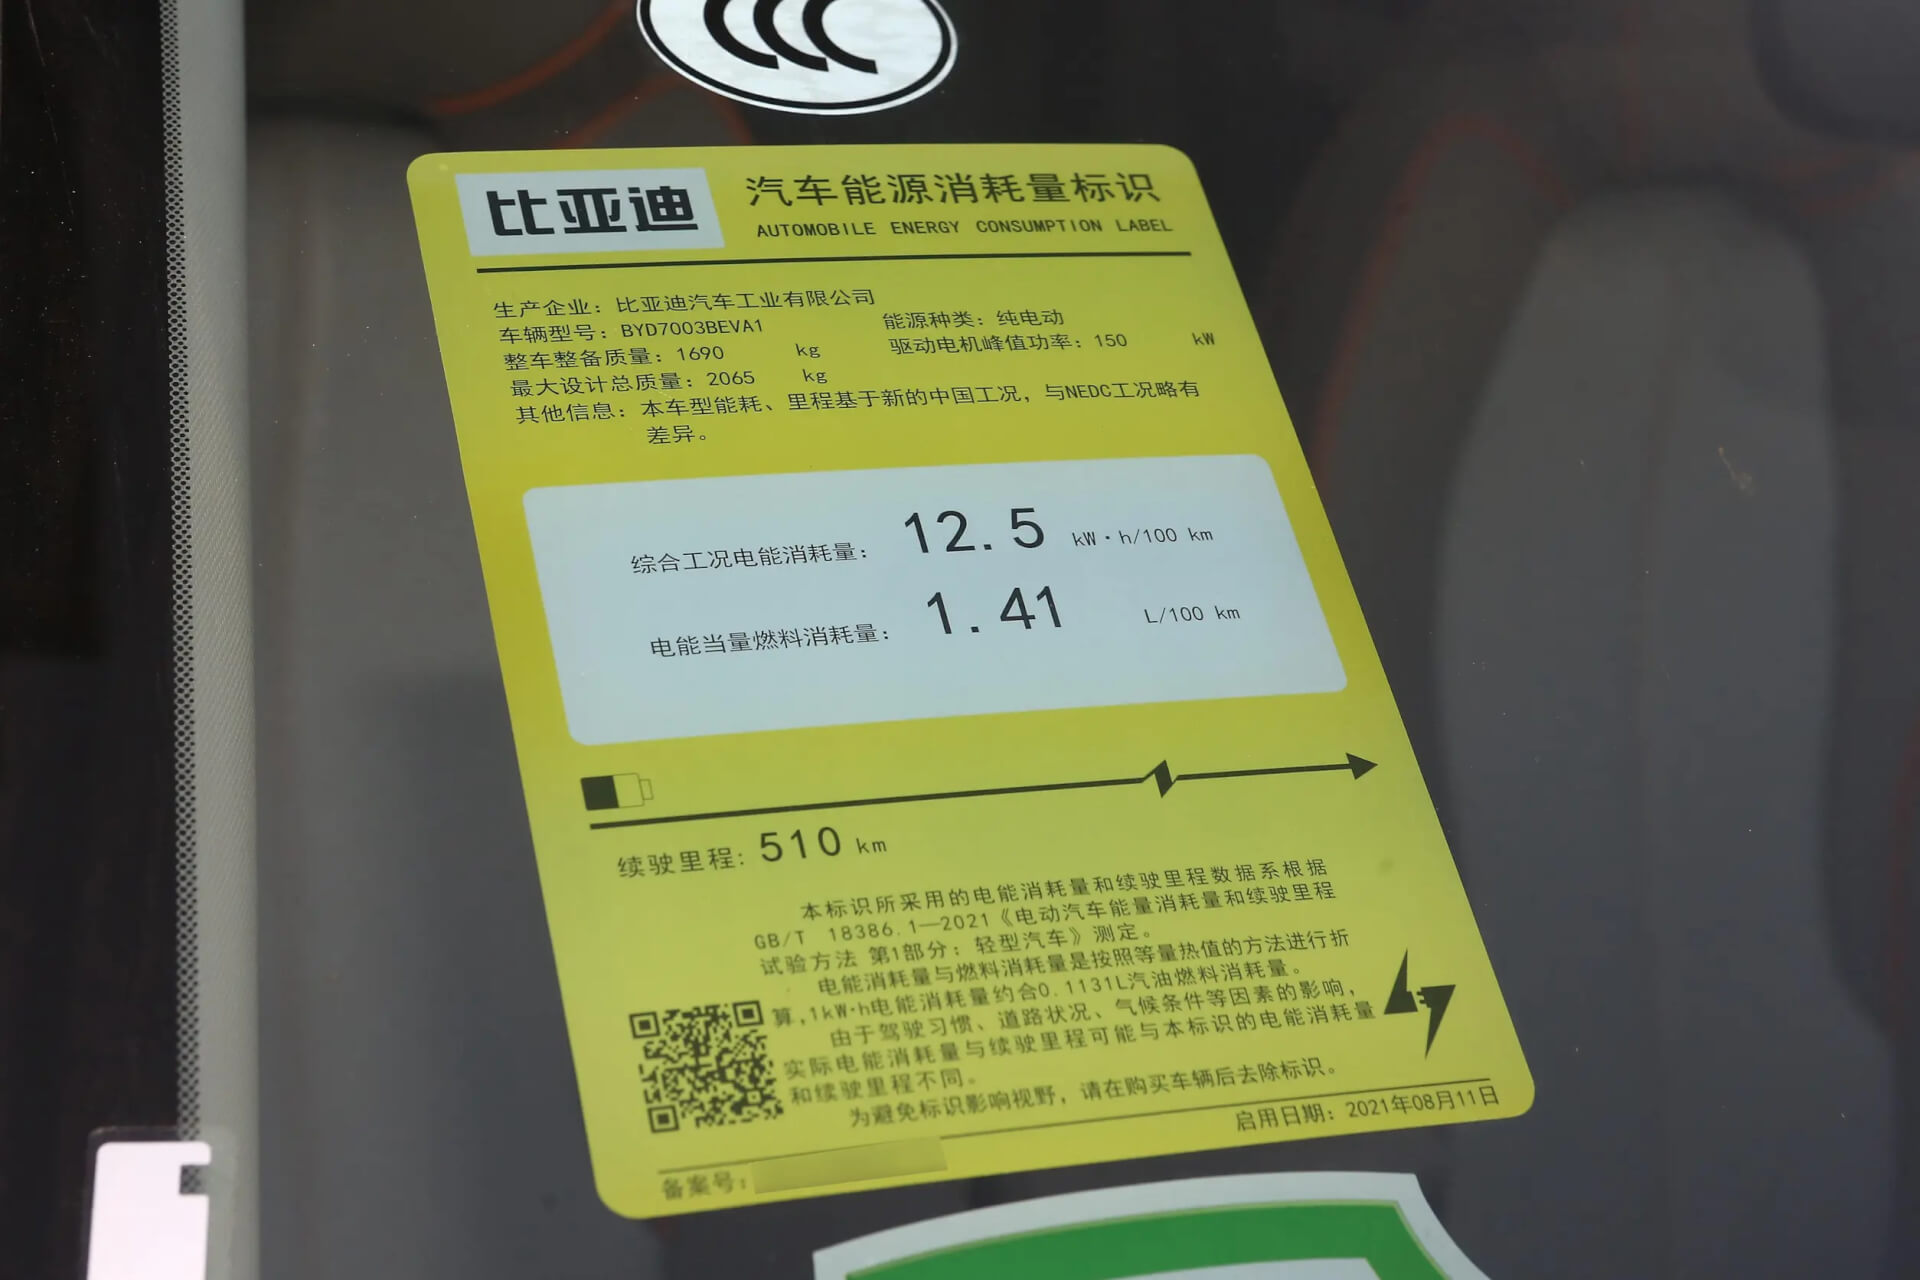 比亚迪
汽车能源消耗量标识
AUTOMOBILE ENERGY CONSUMPTION LABEL
生产企业：比亚迪汽车工业有限公司
车辆型号：BYD7003BEVA1 能源种类：纯电动
整车整备质量：1690 kg 驱动电机峰值功率：150 kW
最大设计总质量：2065 kg
其他信息：本车型能耗、里程基于新的中国工况，与NEDC工况略有
差异。
综合工况电能消耗量：12.5 kW·h/100 km
电能当量燃料消耗量：1.41 L/100 km
续驶里程：510 km
本标识所采用的电能消耗量和续驶里程数据系根据
GB/T 18386.1—2021《电动汽车能量消耗量和续驶里程
试验方法 第1部分：轻型汽车》测定。
电能消耗量与燃料消耗量是按照等量热值的方法进行折
算，1kW·h电能消耗量约合0.1131L汽油燃料消耗量。
由于驾驶习惯、道路状况、气候条件等因素的影响，
实际电能消耗量与续驶里程可能与本标识的电能消耗量
和续驶里程不同。
为避免标识影响视野，请在购买车辆后去除标识。
备案号： 启用日期：2021年08月11日